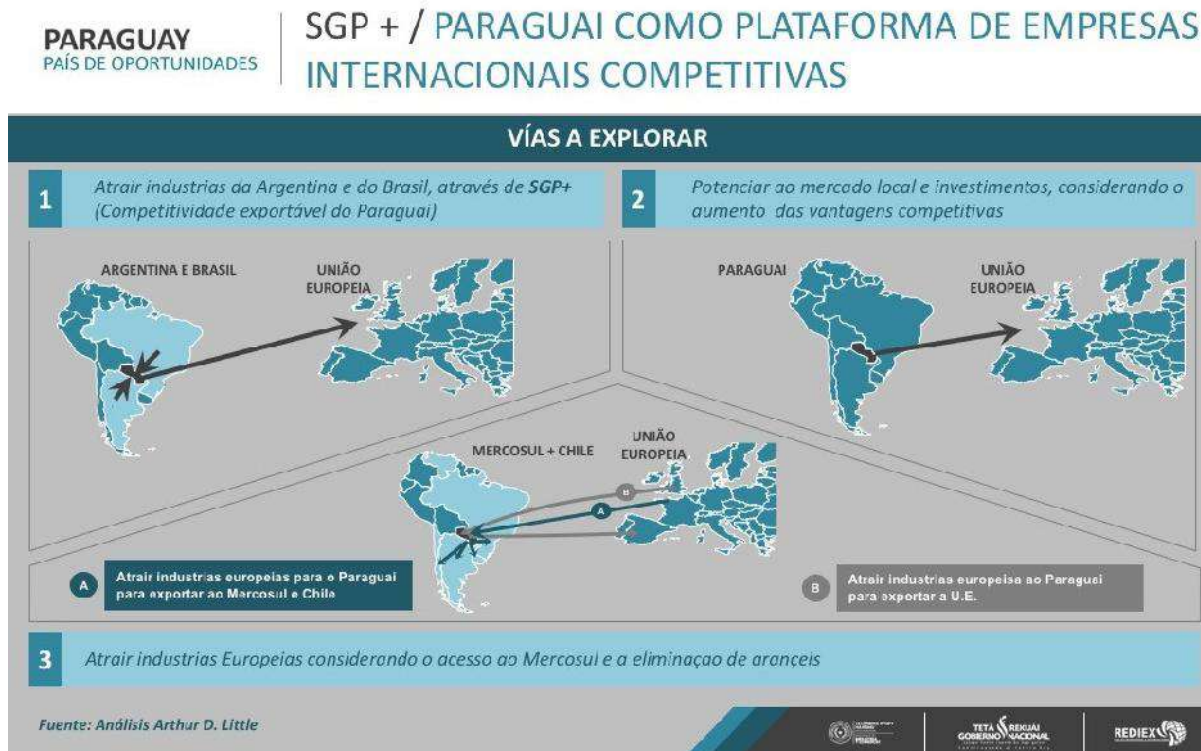 PARAGUAY
PAÍS DE OPORTUNIDADES
SGP + / PARAGUAI COMO PLATAFORMA DE EMPRESAS
INTERNACIONAIS COMPETITIVAS
VÍAS A EXPLORAR
1
Atrair industrias da Argentina e do Brasil, através de SGP+
(Competitividade exportável do Paraguai)
2
Potenciar ao mercado local e investimentos, considerando o
aumento das vantagens competitivas
ARGENTINA E BRASIL
UNIÃO
EUROPEIA
PARAGUAI
UNIÃO
EUROPEIA
MERCOSUL + CHILE
UNIÃO
EUROPEIA
B
A
A
Atrair industrias europeias para o Paraguai
para exportar ao Mercosul e Chile
B
Atrair industrias europeisa ao Paraguai
para exportar a U.E.
3
Atrair industrias Europeias considerando o acesso ao Mercosul e a eliminaçao de aranceis
Fuente: Análisis Arthur D. Little
TETÃ REKUÁI
GOBIERNO NACIONAL
REDIEX